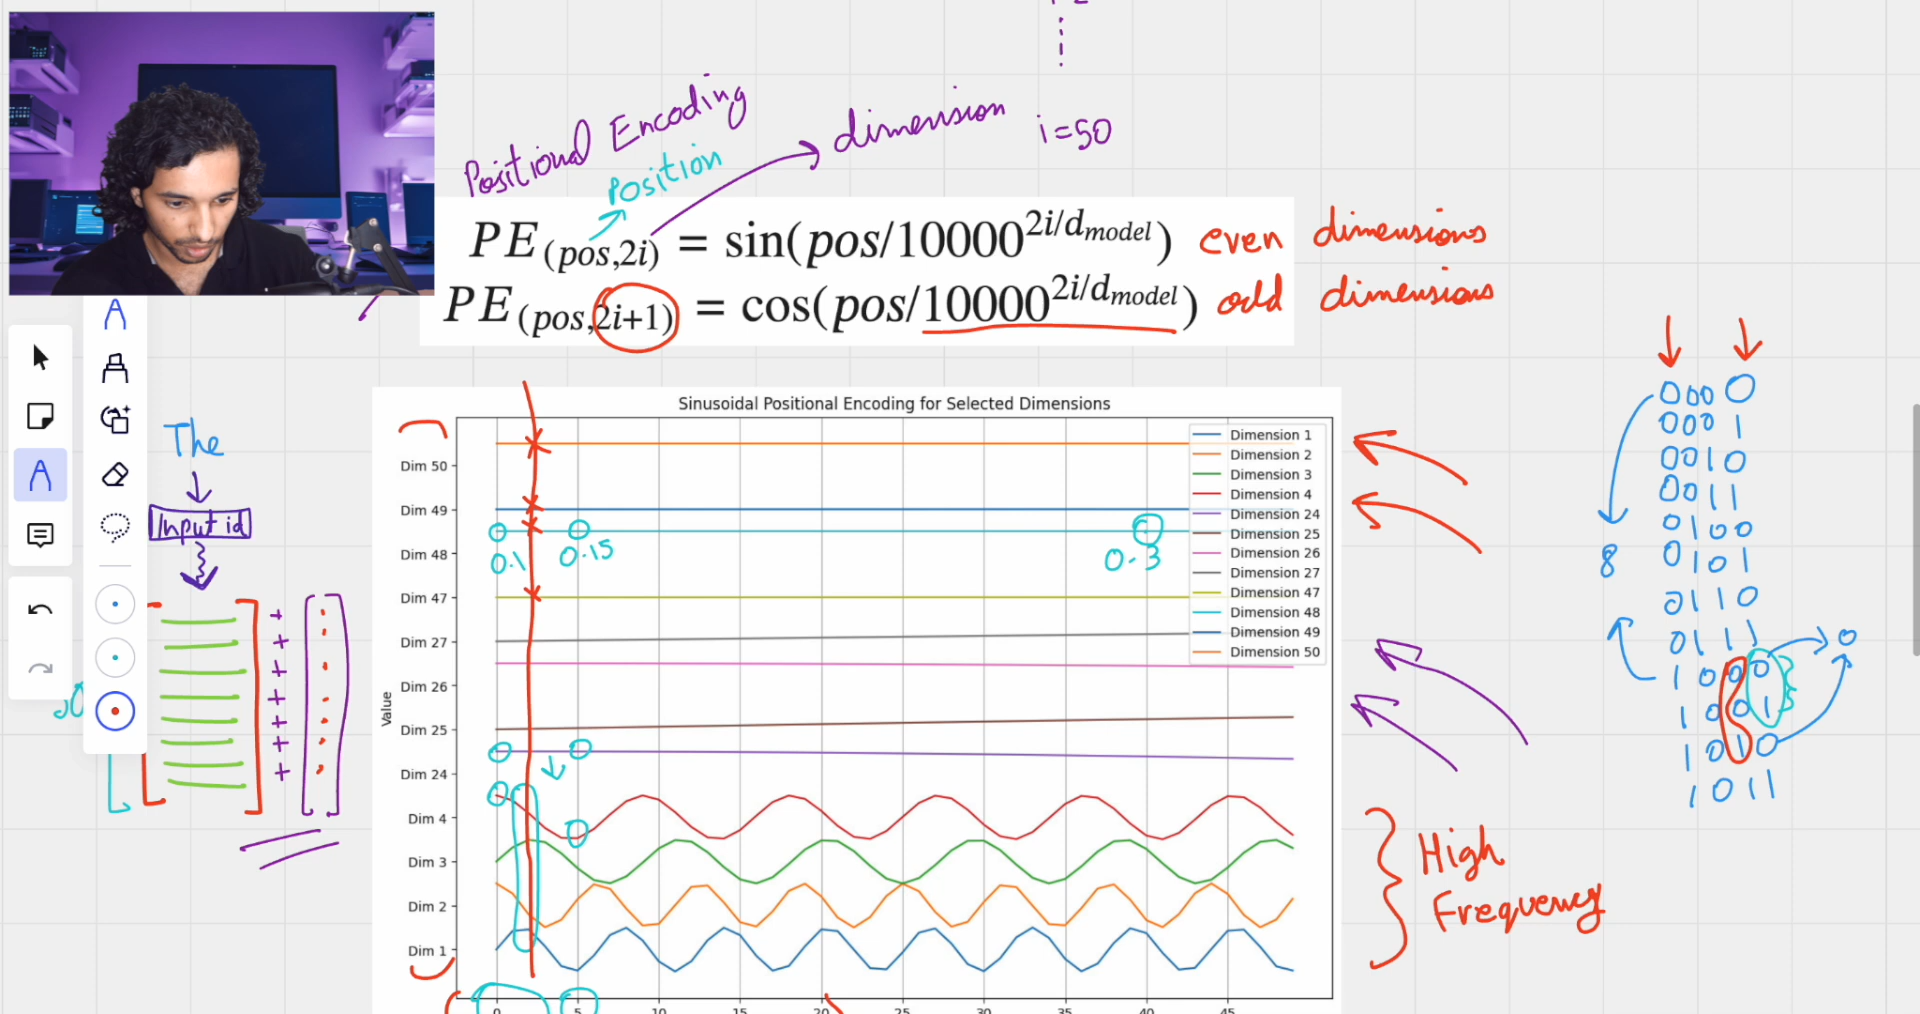 Positional Encoding
Position
dimension
i=50
PE(pos,2i) = sin(pos/10000^2i/dmodel)
even dimensions
PE(pos,2i+1) = cos(pos/10000^2i/dmodel)
odd dimensions
The
Input id
+
+
+
+
+
+
+
Sinusoidal Positional Encoding for Selected Dimensions
Dimension 1
Dimension 2
Dimension 3
Dimension 4
Dimension 24
Dimension 25
Dimension 26
Dimension 27
Dimension 47
Dimension 48
Dimension 49
Dimension 50
Value
Dim 50
Dim 49
Dim 48
Dim 47
Dim 27
Dim 26
Dim 25
Dim 24
Dim 4
Dim 3
Dim 2
Dim 1
0.1
0.15
0.3
0 5 10 15 20 25 30 35 40 45
0000
0001
0010
0011
0100
0101
0110
0111
1000
1001
1010
1011
8
0
High
Frequency